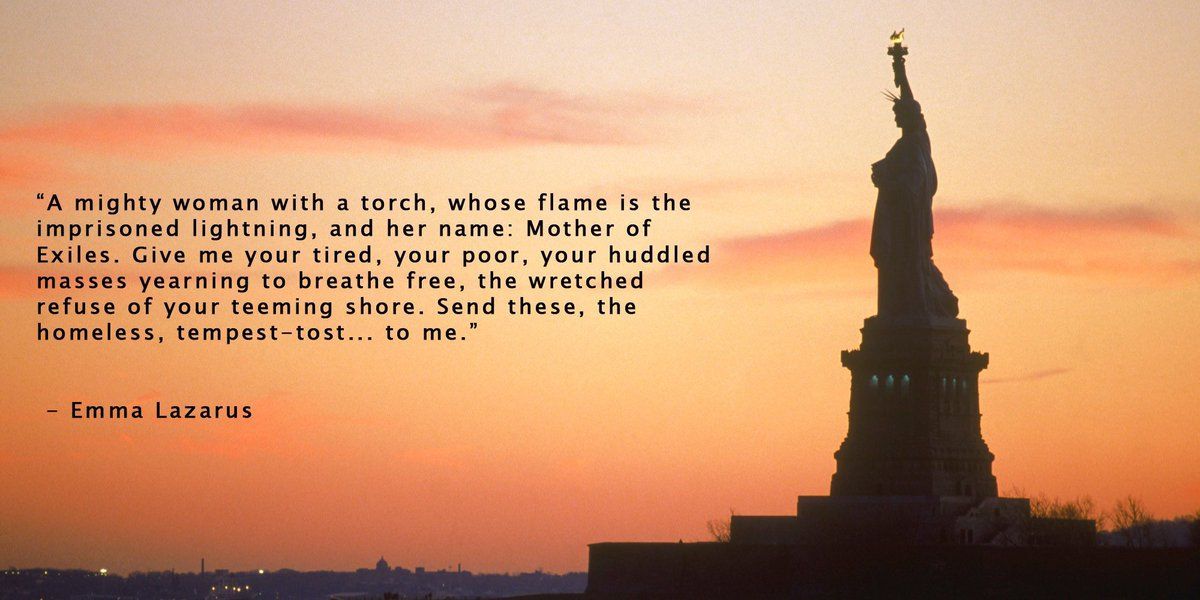 “A mighty woman with a torch, whose flame is the
imprisoned lightning, and her name: Mother of
Exiles. Give me your tired, your poor, your huddled
masses yearning to breathe free, the wretched
refuse of your teeming shore. Send these, the
homeless, tempest-tost... to me.”
– Emma Lazarus